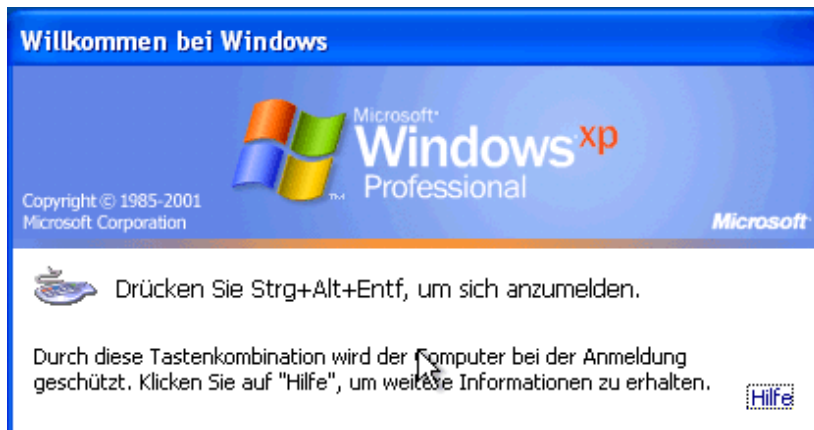 Willkommen bei Windows
Microsoft®
Windows xp
Professional
TM
Copyright © 1985-2001
Microsoft Corporation
Microsoft®
Drücken Sie Strg+Alt+Entf, um sich anzumelden.
Durch diese Tastenkombination wird der Computer bei der Anmeldung
geschützt. Klicken Sie auf "Hilfe", um weitere Informationen zu erhalten.
Hilfe